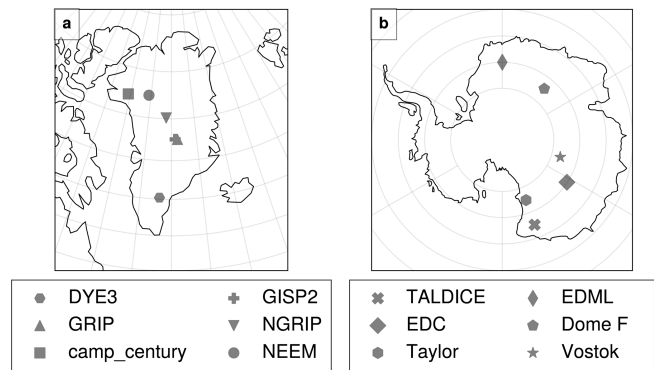 a
b
DYE3 GISP2
GRIP NGRIP
camp_century NEEM
TALDICE EDML
EDC Dome F
Taylor Vostok